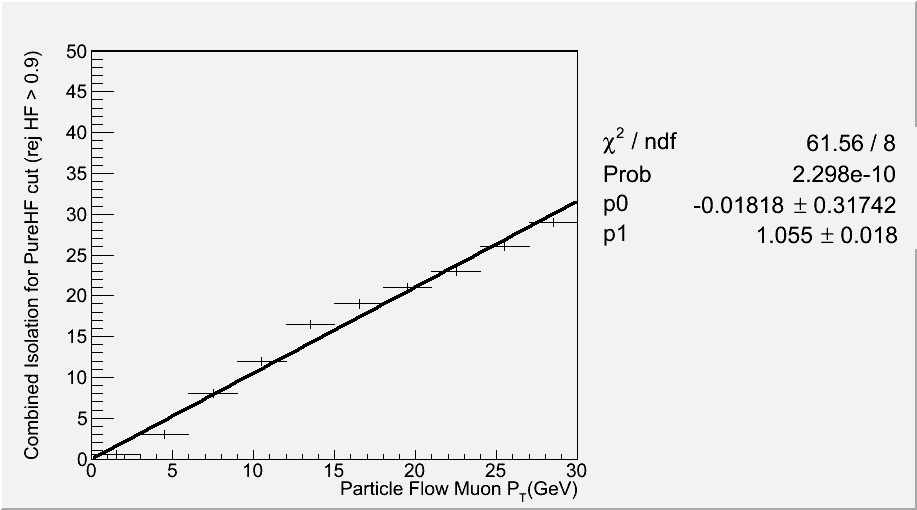 Combined Isolation for PureHF cut (rej HF > 0.9)
50
45
40
35
30
25
20
15
10
5
0
0 5 10 15 20 25 30
Particle Flow Muon P_T(GeV)
χ² / ndf 61.56 / 8
Prob 2.298e-10
p0 -0.01818 ± 0.31742
p1 1.055 ± 0.018